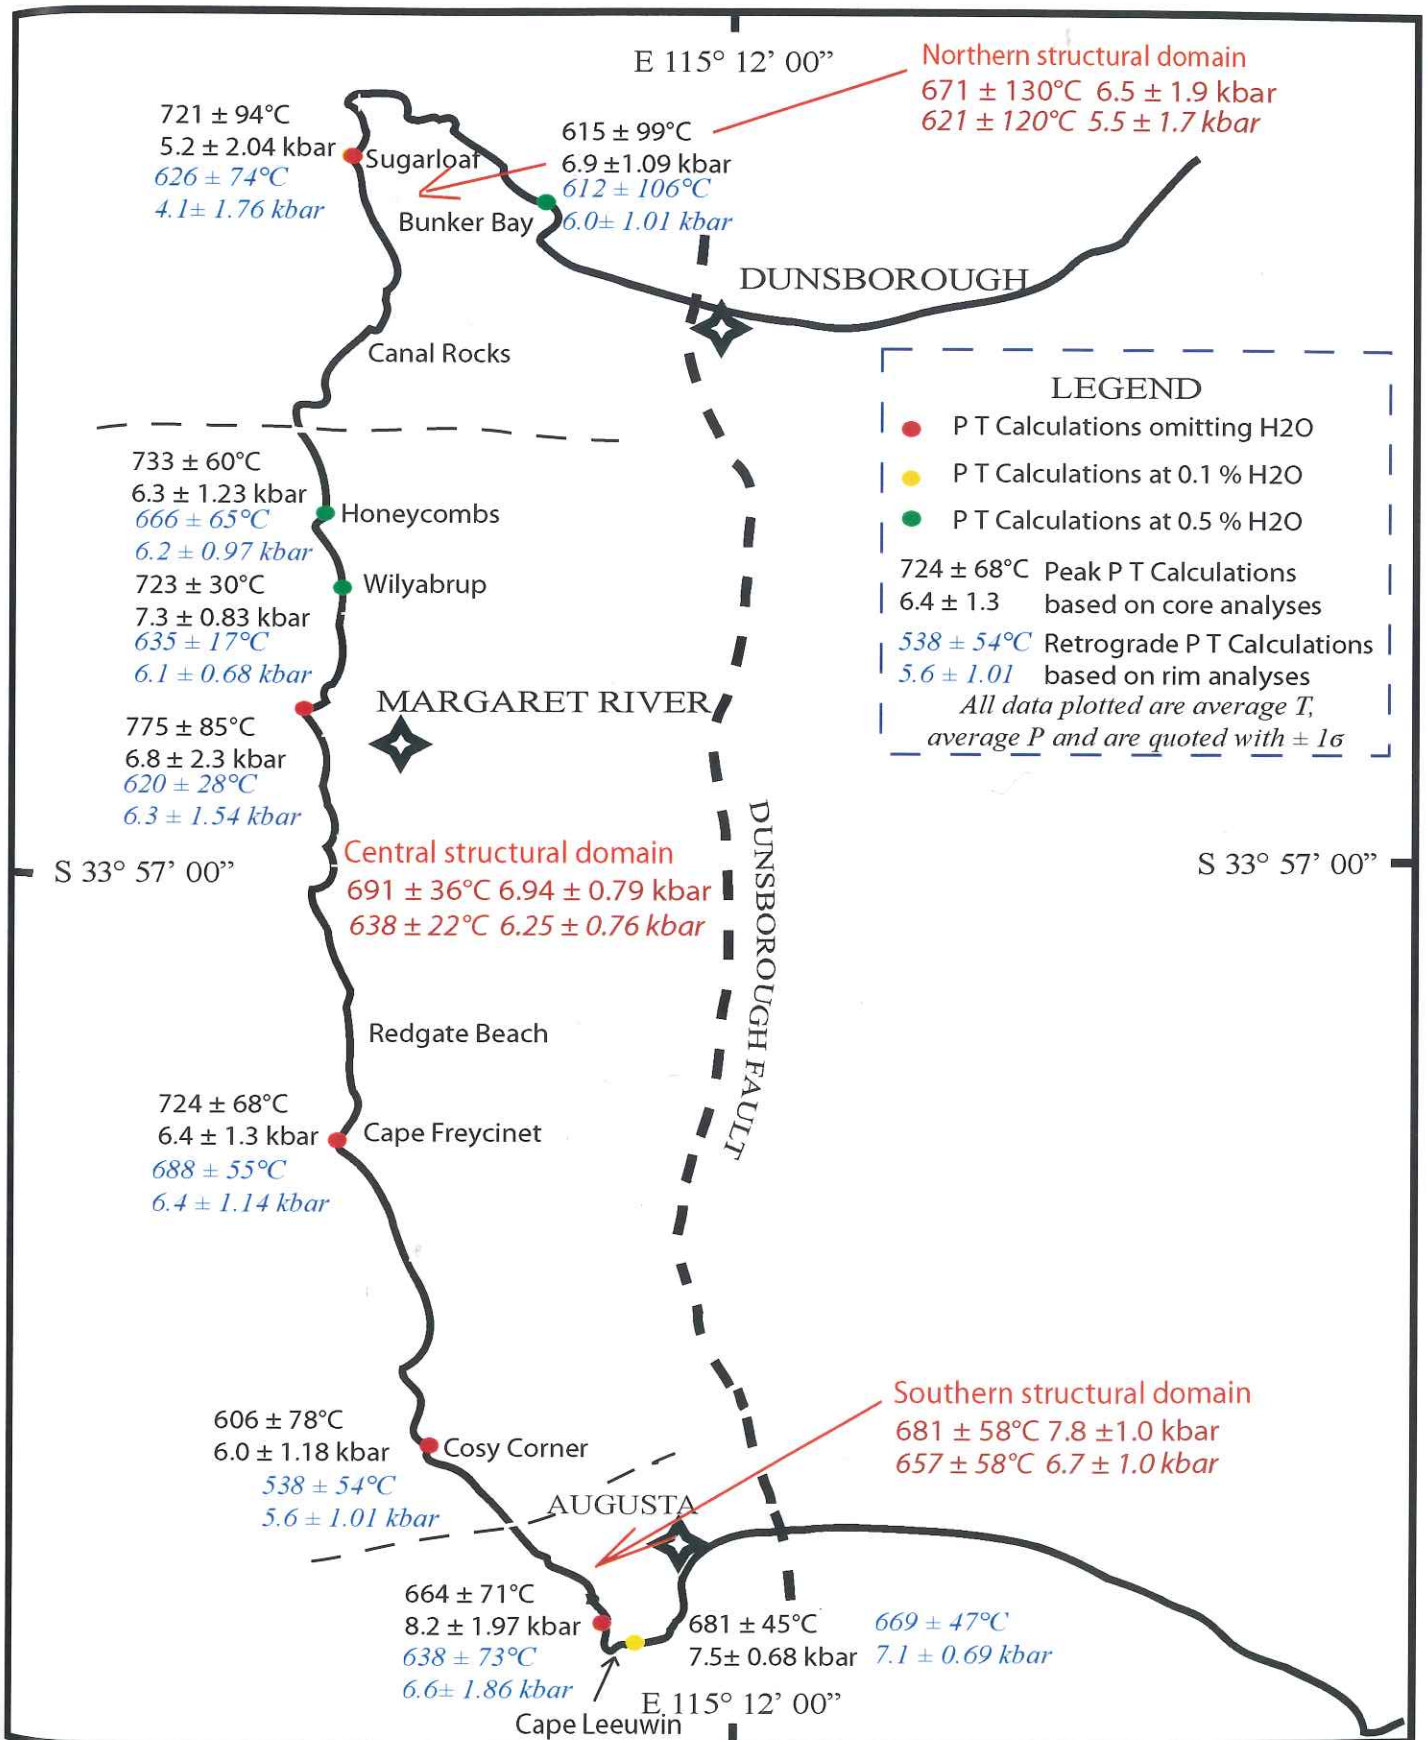 E 115° 12’ 00”
Northern structural domain
671 ± 130°C 6.5 ± 1.9 kbar
621 ± 120°C 5.5 ± 1.7 kbar
721 ± 94°C
5.2 ± 2.04 kbar
626 ± 74°C
4.1± 1.76 kbar
Sugarloaf
615 ± 99°C
6.9 ±1.09 kbar
612 ± 106°C
6.0± 1.01 kbar
Bunker Bay
DUNSBOROUGH
Canal Rocks
LEGEND
P T Calculations omitting H2O
P T Calculations at 0.1 % H2O
P T Calculations at 0.5 % H2O
724 ± 68°C Peak P T Calculations
6.4 ± 1.3 based on core analyses
538 ± 54°C Retrograde P T Calculations
5.6 ± 1.01 based on rim analyses
All data plotted are average T,
average P and are quoted with ± 1σ
733 ± 60°C
6.3 ± 1.23 kbar
666 ± 65°C
6.2 ± 0.97 kbar
Honeycombs
723 ± 30°C
7.3 ± 0.83 kbar
635 ± 17°C
6.1 ± 0.68 kbar
Wilyabrup
MARGARET RIVER
775 ± 85°C
6.8 ± 2.3 kbar
620 ± 28°C
6.3 ± 1.54 kbar
DUNSBOROUGH FAULT
Central structural domain
691 ± 36°C 6.94 ± 0.79 kbar
638 ± 22°C 6.25 ± 0.76 kbar
S 33° 57’ 00”
S 33° 57’ 00”
Redgate Beach
724 ± 68°C
6.4 ± 1.3 kbar
688 ± 55°C
6.4 ± 1.14 kbar
Cape Freycinet
606 ± 78°C
6.0 ± 1.18 kbar
538 ± 54°C
5.6 ± 1.01 kbar
Cosy Corner
Southern structural domain
681 ± 58°C 7.8 ±1.0 kbar
657 ± 58°C 6.7 ± 1.0 kbar
AUGUSTA
664 ± 71°C
8.2 ± 1.97 kbar
638 ± 73°C
6.6± 1.86 kbar
681 ± 45°C
7.5± 0.68 kbar
669 ± 47°C
7.1 ± 0.69 kbar
E 115° 12’ 00”
Cape Leeuwin